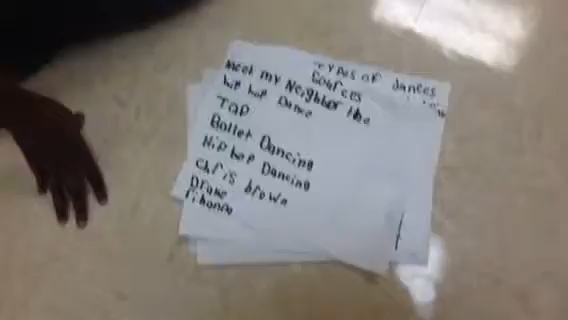 TYPes of dances
Sources
Meet my Neighbor the
hip hop Dance
TaP
Ballet Dancing
Hip hop Dancing
Chris brown
Drake
rihanna